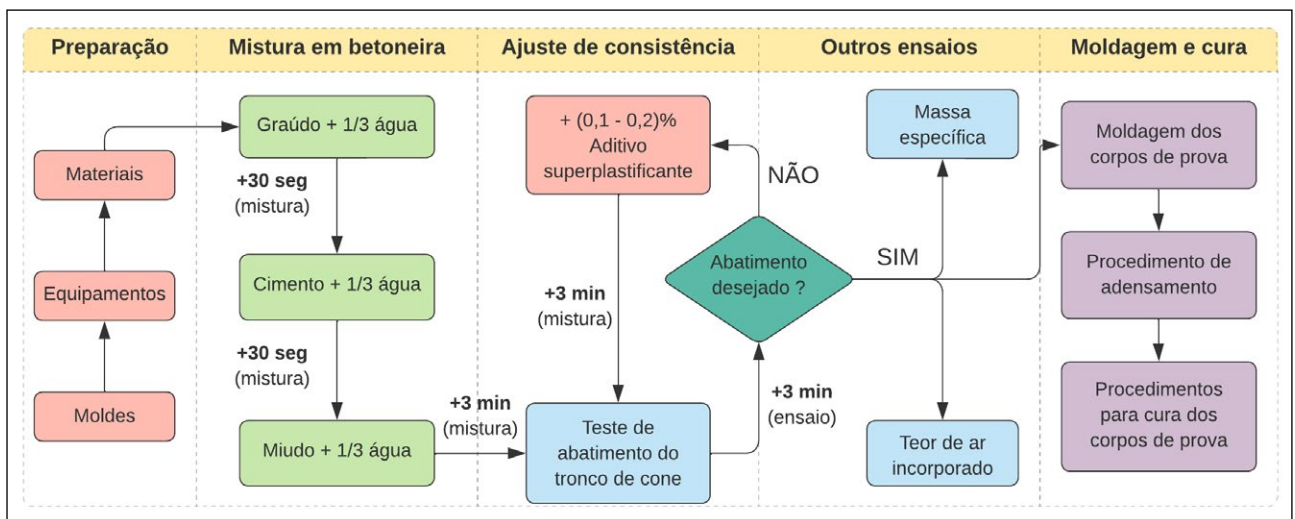 Preparação
Mistura em betoneira
Ajuste de consistência
Outros ensaios
Moldagem e cura
Materiais
Equipamentos
Moldes
Graúdo + 1/3 água
+30 seg
(mistura)
Cimento + 1/3 água
+30 seg
(mistura)
Miudo + 1/3 água
+3 min
(mistura)
+ (0,1 - 0,2)%
Aditivo
superplastificante
+3 min
(mistura)
Teste de
abatimento do
tronco de cone
+3 min
(ensaio)
Abatimento
desejado ?
NÃO
SIM
Massa
específica
Teor de ar
incorporado
Moldagem dos
corpos de prova
Procedimento de
adensamento
Procedimentos
para cura dos
corpos de prova